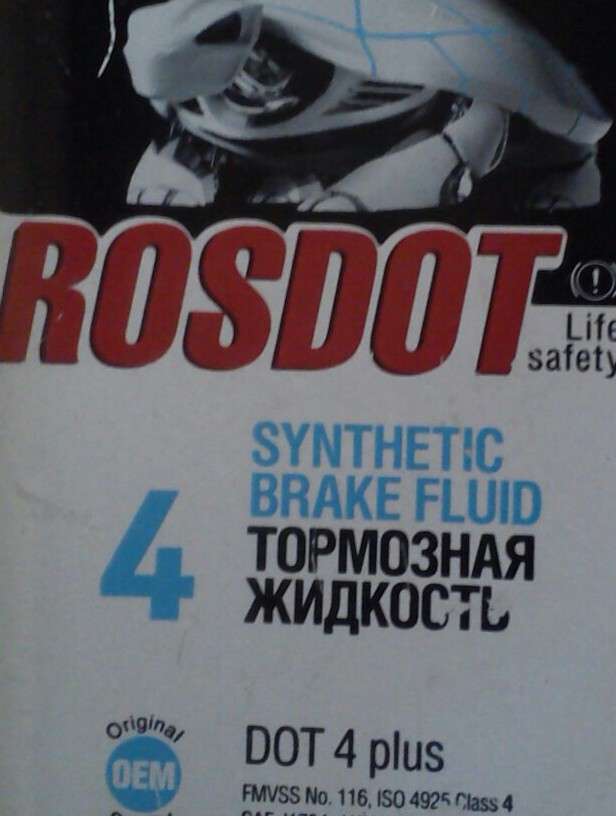 ROSDOT
Life
safety
4
SYNTHETIC
BRAKE FLUID
ТОРМОЗНАЯ
ЖИДКОСТЬ
Original
OEM
DOT 4 plus
FMVSS No. 116, ISO 4925 Class 4